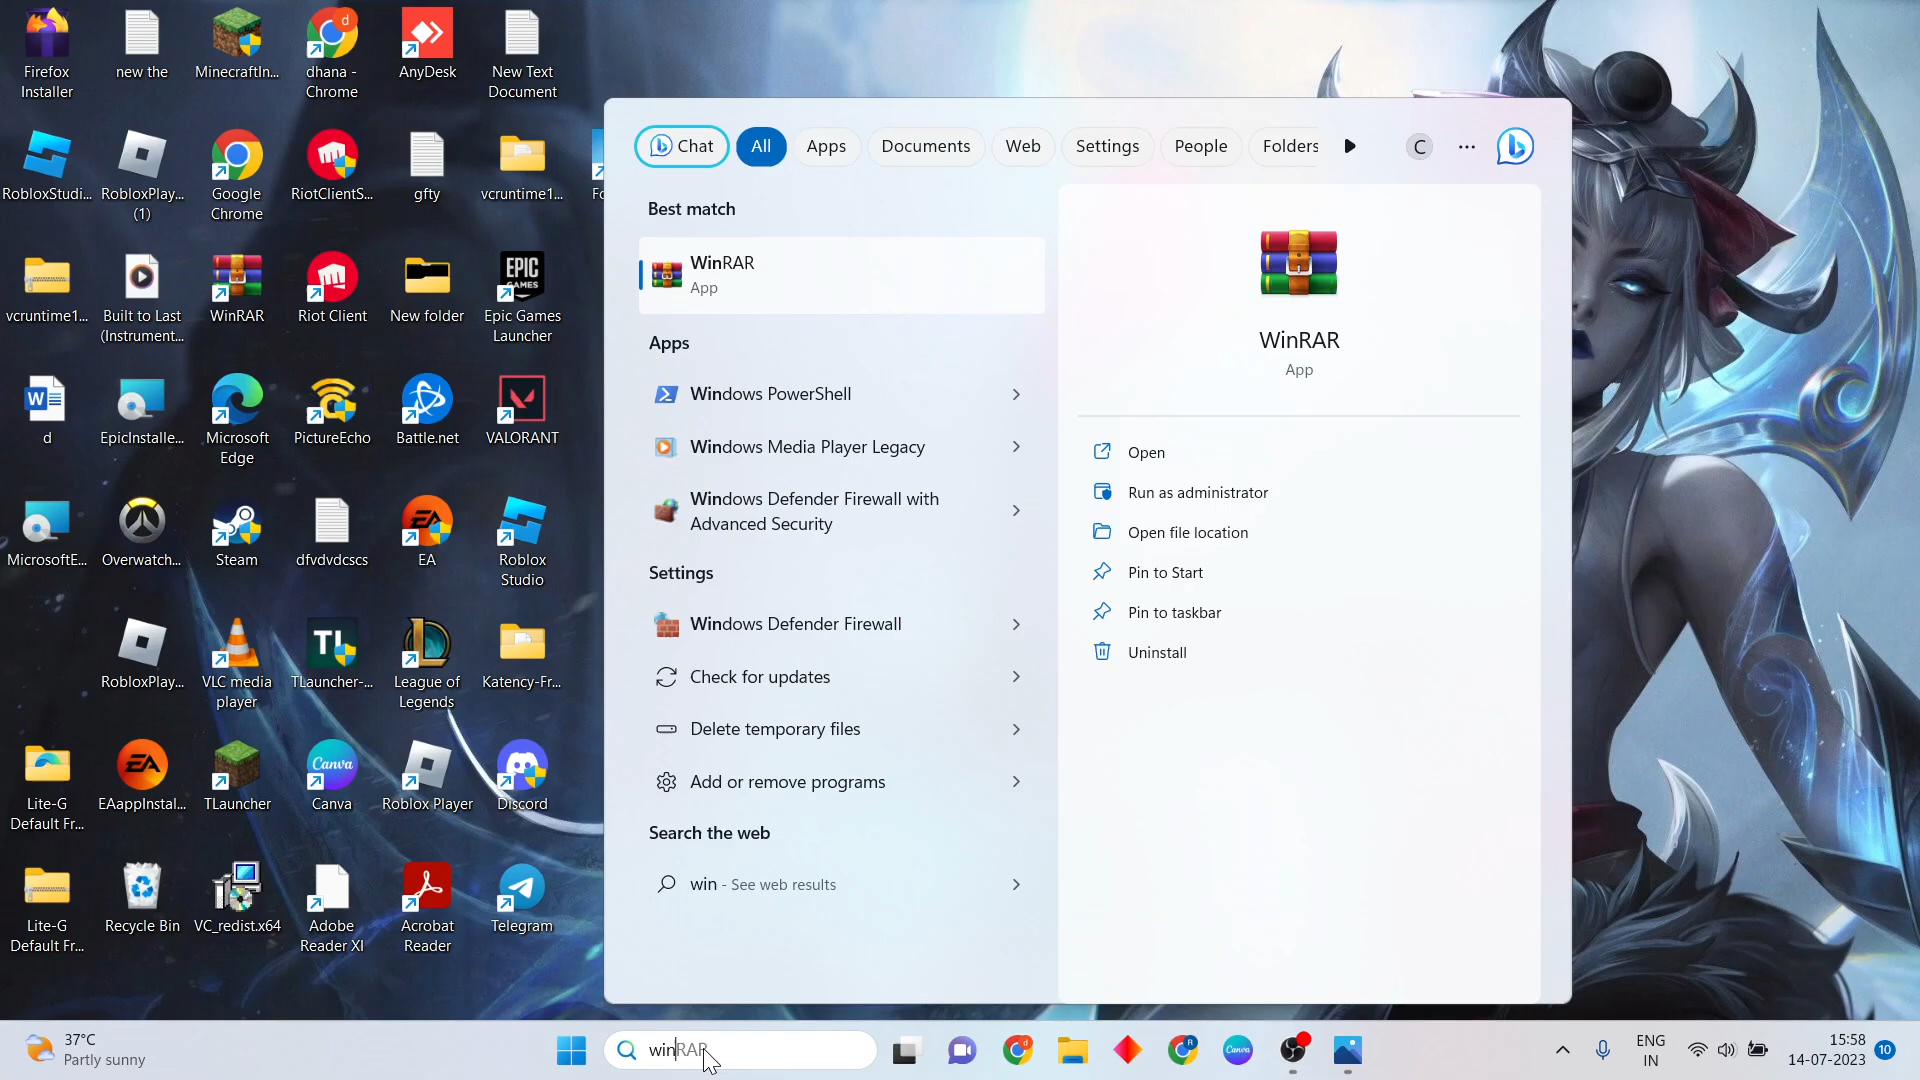 Firefox
Installer
new the
MinecraftIn...
dhana -
Chrome
AnyDesk
New Text
Document
RobloxStudi...
RobloxPlay...
(1)
Google
Chrome
RiotClientS...
gfty
vcruntime1...
Fo
vcruntime1...
Built to Last
(Instrument...
WinRAR
Riot Client
New folder
EPIC
GAMES
Epic Games
Launcher
d
EpicInstalle...
Microsoft
Edge
PictureEcho
Battle.net
VALORANT
MicrosoftE...
Overwatch...
Steam
dfvdvdcscs
EA
Roblox
Studio
RobloxPlay...
VLC media
player
TL
TLauncher-...
League of
Legends
Katency-Fr...
Lite-G
Default Fr...
EAappInstal...
TLauncher
Canva
Canva
Roblox Player
Discord
Lite-G
Default Fr...
Recycle Bin
VC_redist.x64
Adobe
Reader XI
Acrobat
Reader
Telegram
Chat
All
Apps
Documents
Web
Settings
People
Folders
C
Best match
WinRAR
App
Apps
Windows PowerShell
Windows Media Player Legacy
Windows Defender Firewall with
Advanced Security
Settings
Windows Defender Firewall
Check for updates
Delete temporary files
Add or remove programs
Search the web
win - See web results
WinRAR
App
Open
Run as administrator
Open file location
Pin to Start
Pin to taskbar
Uninstall
37°C
Partly sunny
winRAR
Canva
ENG
IN
15:58
14-07-2023
10